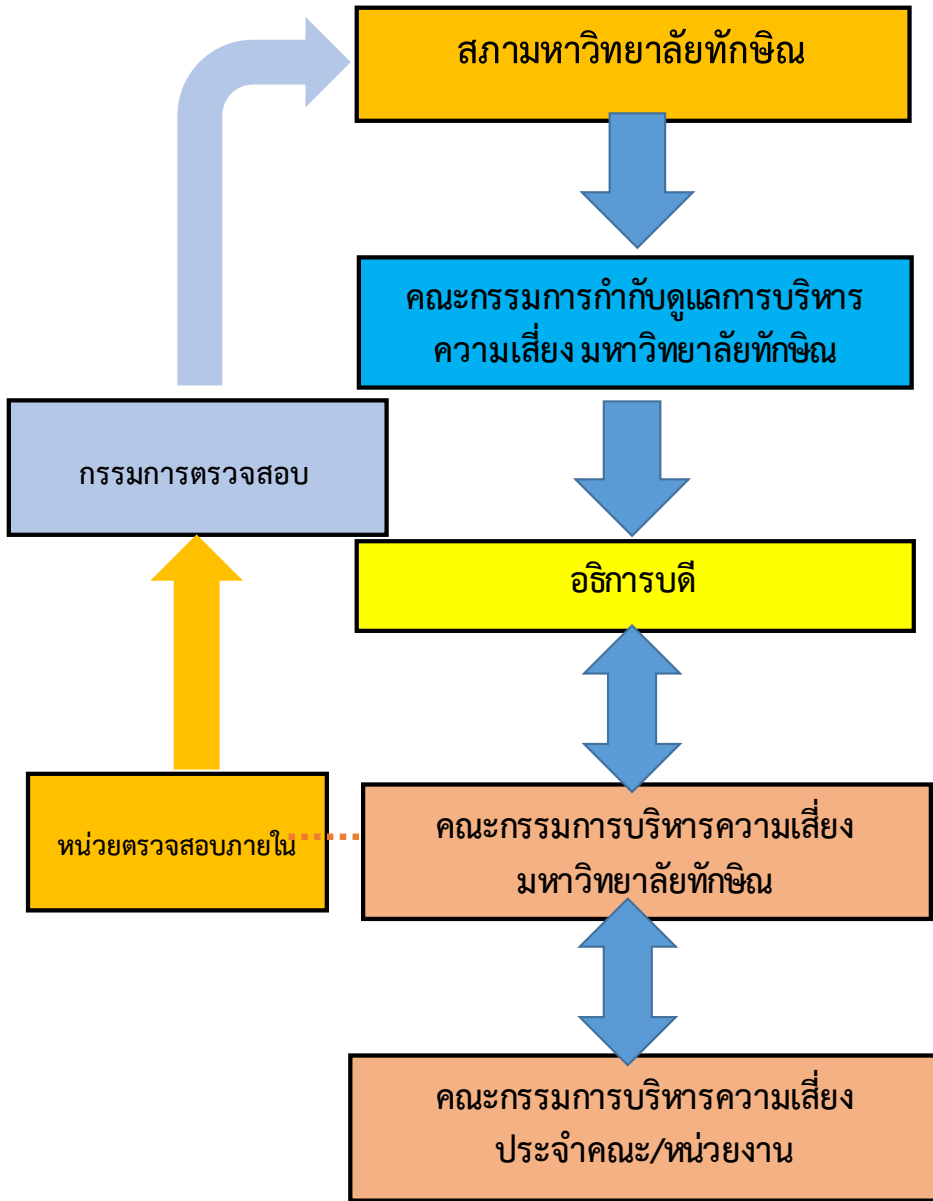 สภามหาวิทยาลัยทักษิณ
คณะกรรมการกำกับดูแลการบริหาร
ความเสี่ยง มหาวิทยาลัยทักษิณ
กรรมการตรวจสอบ
อธิการบดี
หน่วยตรวจสอบภายใน
คณะกรรมการบริหารความเสี่ยง
มหาวิทยาลัยทักษิณ
คณะกรรมการบริหารความเสี่ยง
ประจำคณะ/หน่วยงาน